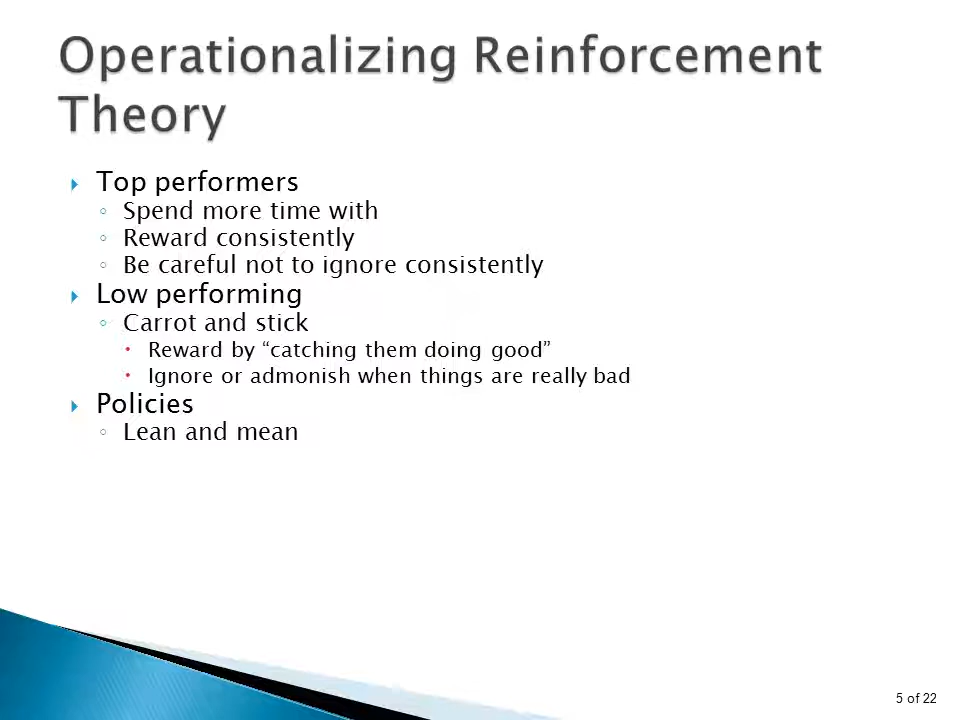 Operationalizing Reinforcement
Theory
Top performers
Spend more time with
Reward consistently
Be careful not to ignore consistently
Low performing
Carrot and stick
Reward by “catching them doing good”
Ignore or admonish when things are really bad
Policies
Lean and mean
5 of 22